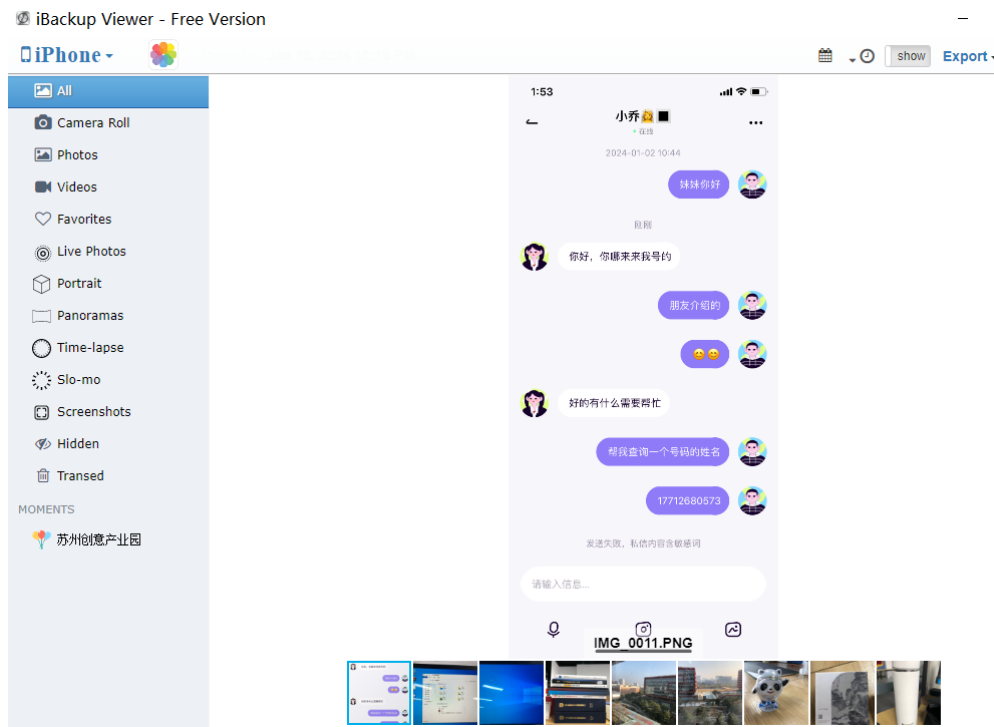 iBackup Viewer - Free Version
iPhone
show
Export
All
Camera Roll
Photos
Videos
Favorites
Live Photos
Portrait
Panoramas
Time-lapse
Slo-mo
Screenshots
Hidden
Transed
MOMENTS
苏州创意产业园
1:53
小乔
在线
2024-01-02 10:44
妹妹你好
刚刚
你好，你哪来来我号的
朋友介绍的
好的有什么需要帮忙
帮我查询一个号码的姓名
17712680573
发送失败，私信内容含敏感词
请输入信息...
IMG_0011.PNG